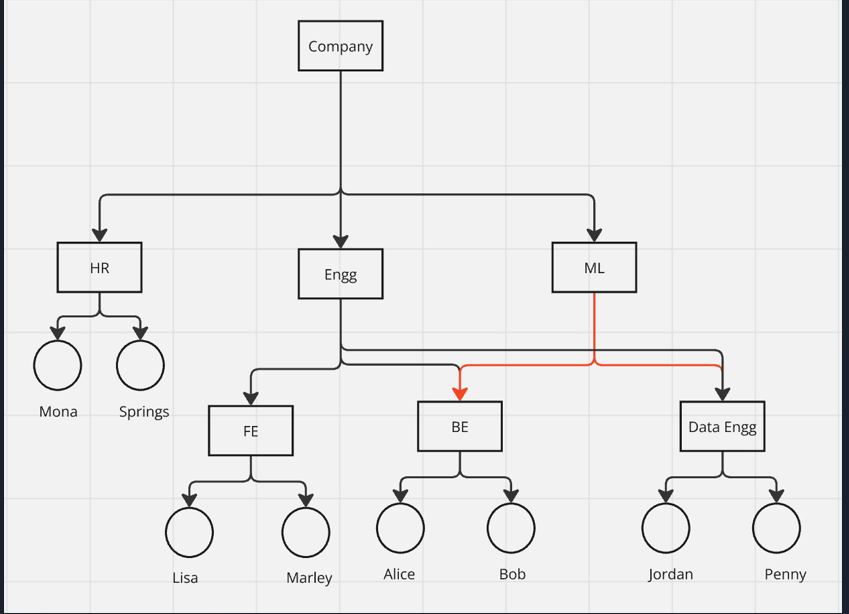 Company
HR
Engg
ML
Mona
Springs
FE
BE
Data Engg
Lisa
Marley
Alice
Bob
Jordan
Penny